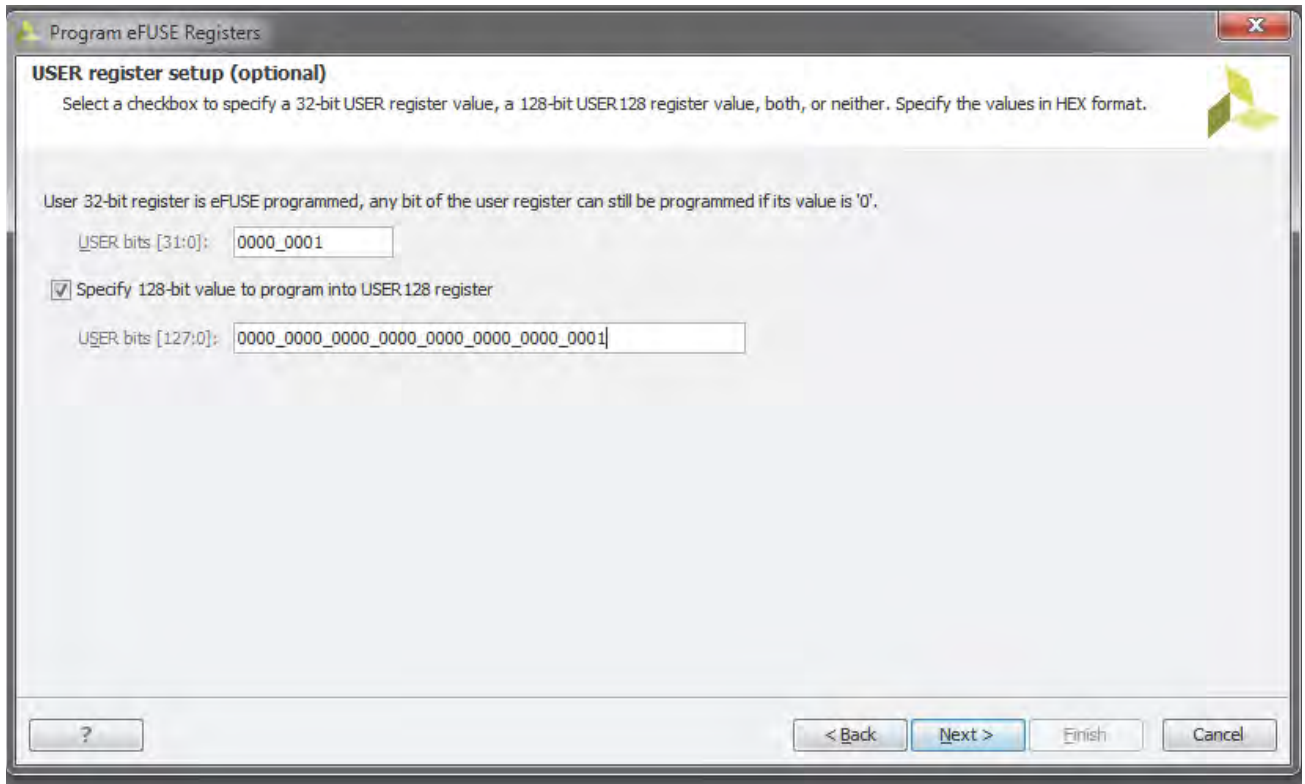 Program eFUSE Registers
X
USER register setup (optional)
Select a checkbox to specify a 32-bit USER register value, a 128-bit USER128 register value, both, or neither. Specify the values in HEX format.
User 32-bit register is eFUSE programmed, any bit of the user register can still be programmed if its value is '0'.
USER bits [31:0]: 0000_0001
Specify 128-bit value to program into USER128 register
USER bits [127:0]: 0000_0000_0000_0000_0000_0000_0000_0001
? < Back Next > Finish Cancel